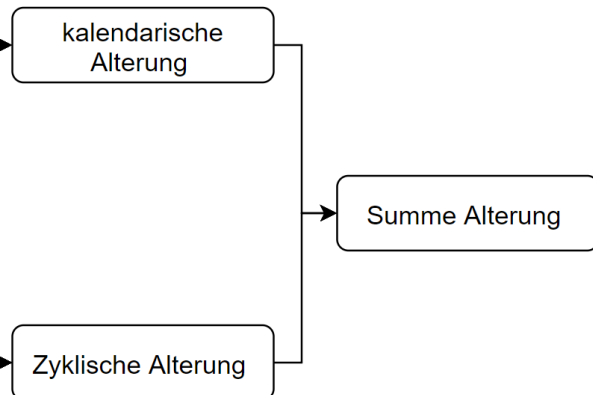 kalendarische
Alterung
Summe Alterung
Zyklische Alterung